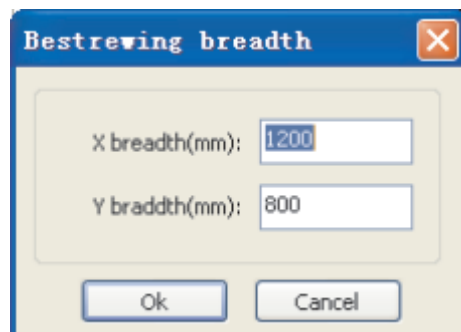 Bestrewing breadth
X breadth(mm): 1200
Y braddth(mm): 800
Ok Cancel